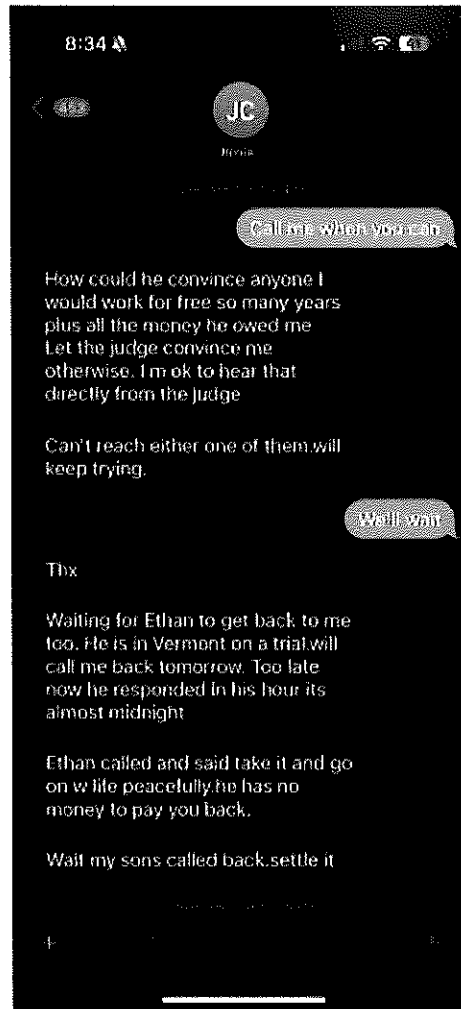 8:34
JC
Call me when you can
How could he convince anyone I
would work for free so many years
plus all the money he owed me
Let the judge convince me
otherwise. I m ok to hear that
directly from the judge
Can't reach either one of them.will
keep trying.
wait
Thx
Waiting for Ethan to get back to me
too. He is in Vermont on a trial.will
call me back tomorrow. Too late
now he responded in his hour its
almost midnight
Ethan called and said take it and go
on w life peacefully.he has no
money to pay you back.
Wait my sons called back.settle it
+